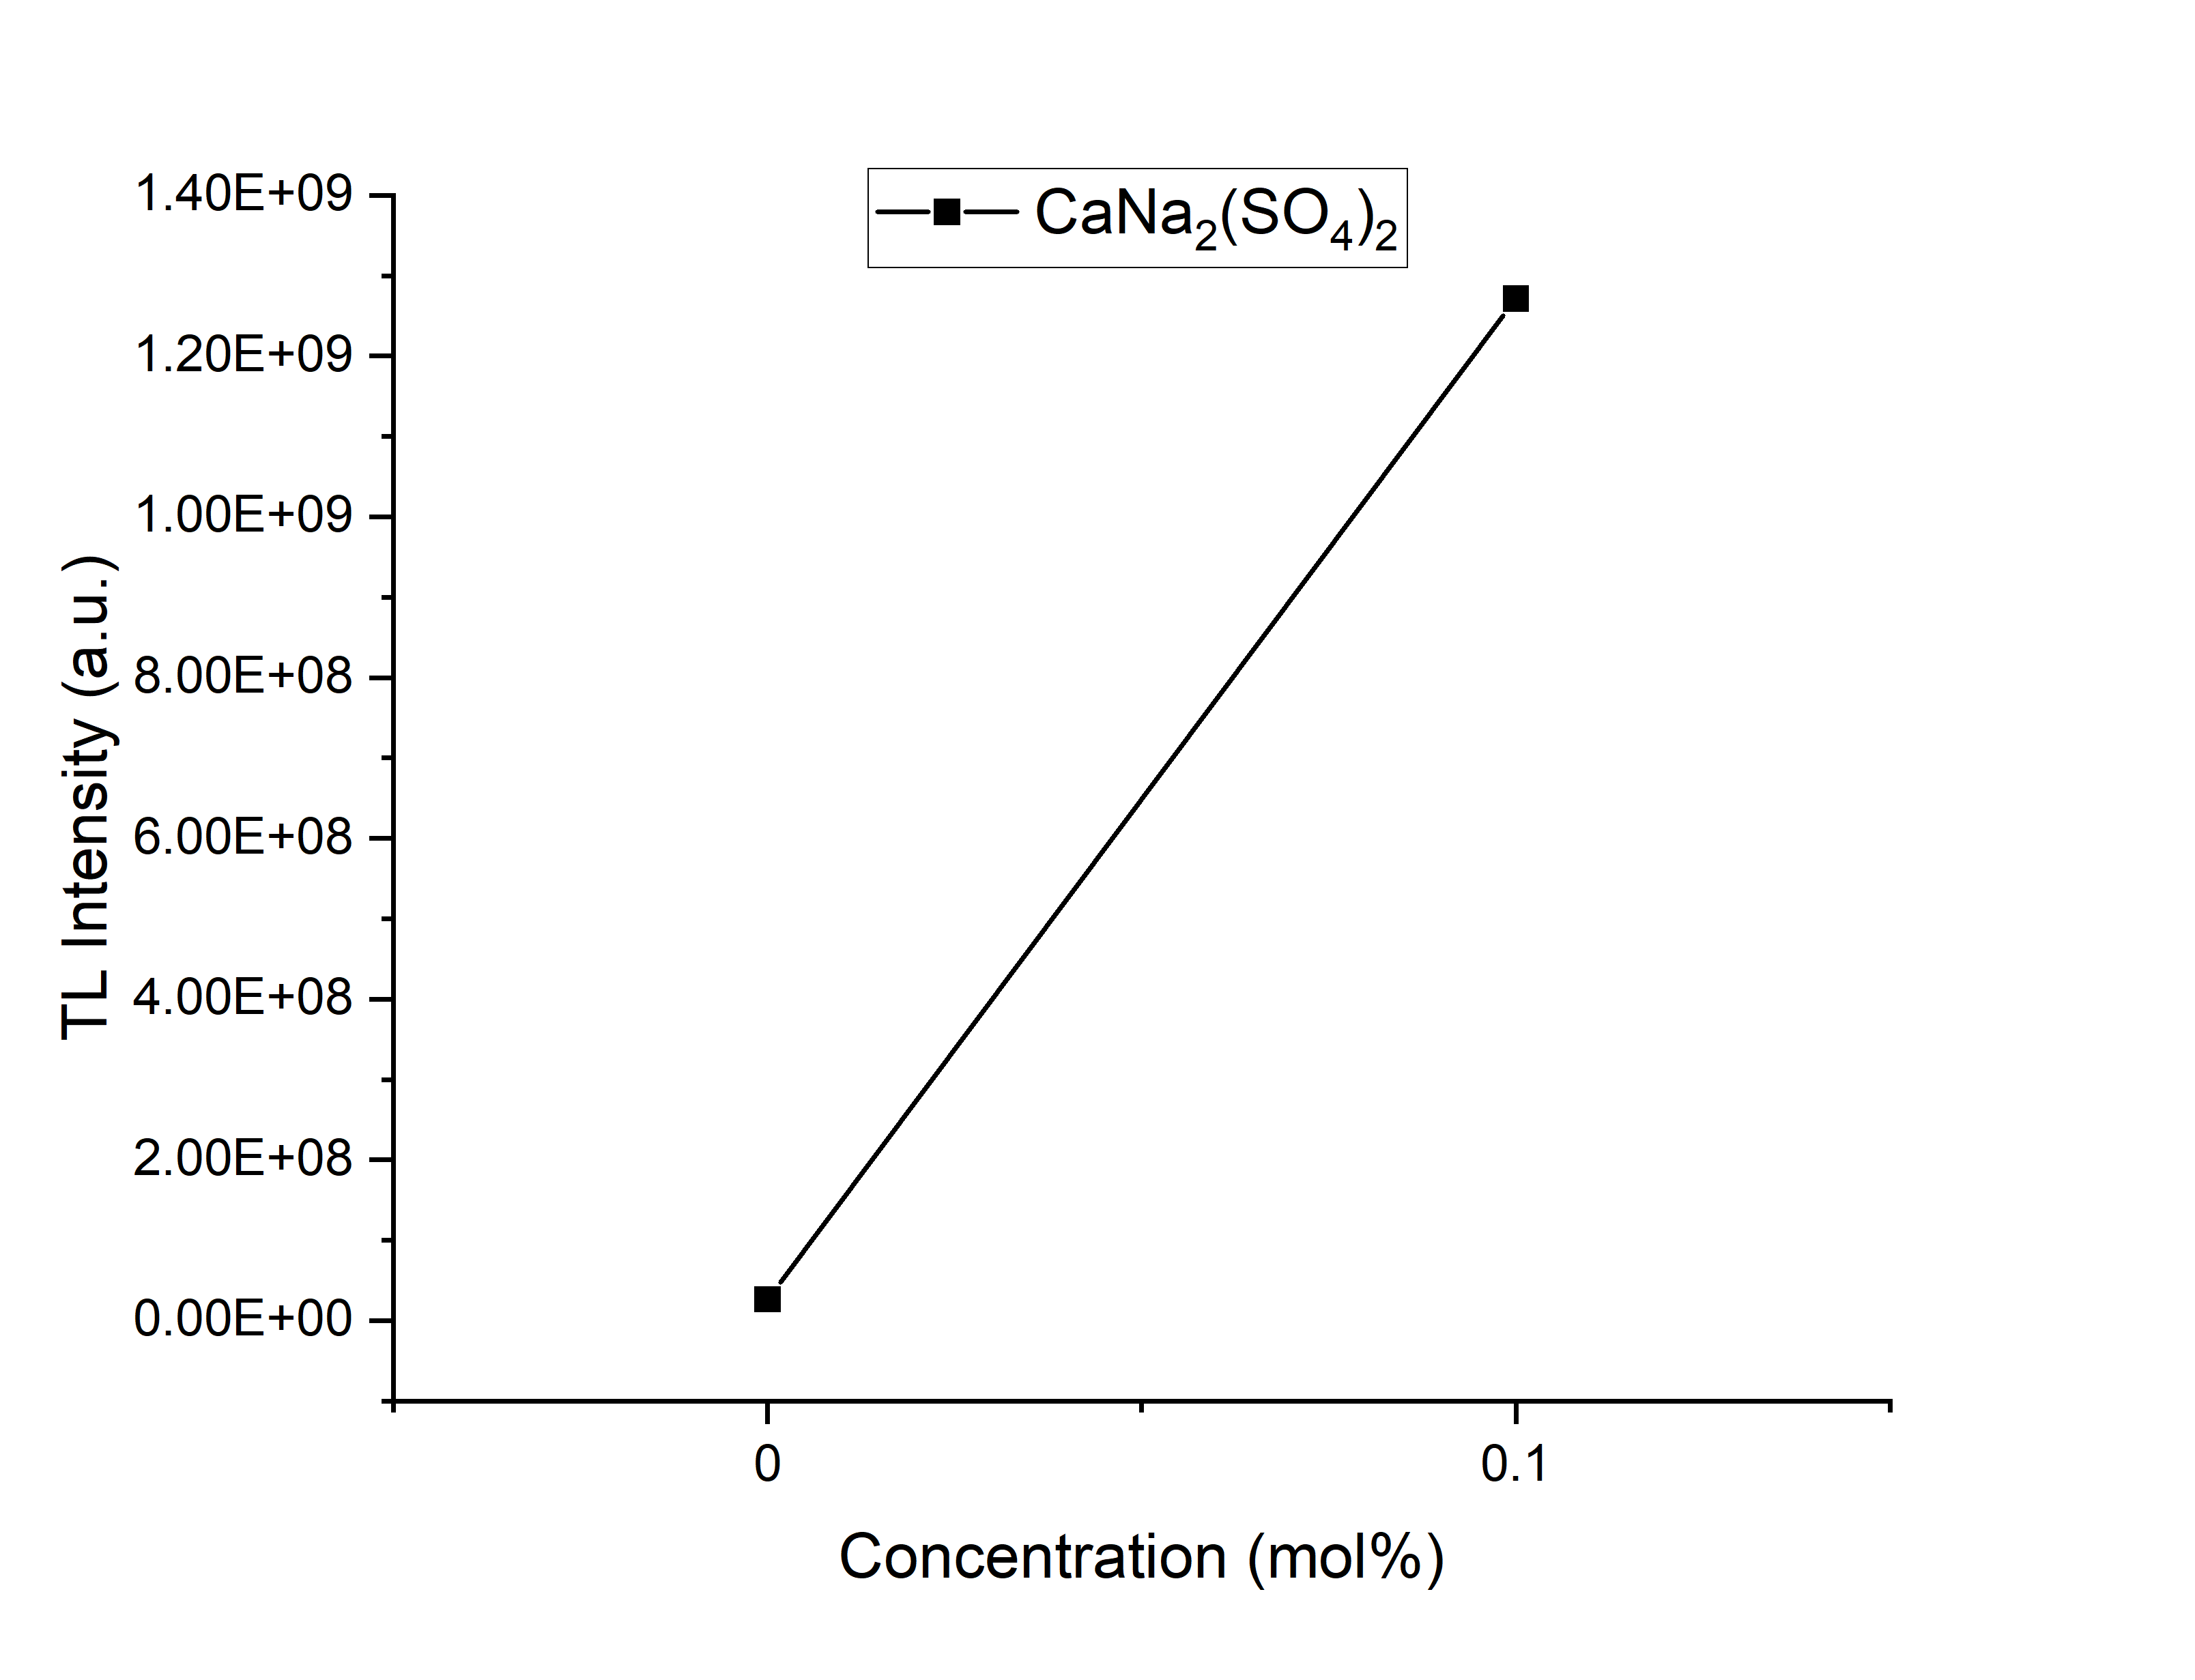 CaNa₂(SO₄)₂
1.40E+09
1.20E+09
1.00E+09
8.00E+08
6.00E+08
4.00E+08
2.00E+08
0.00E+00
TL Intensity (a.u.)
0 0.1
Concentration (mol%)